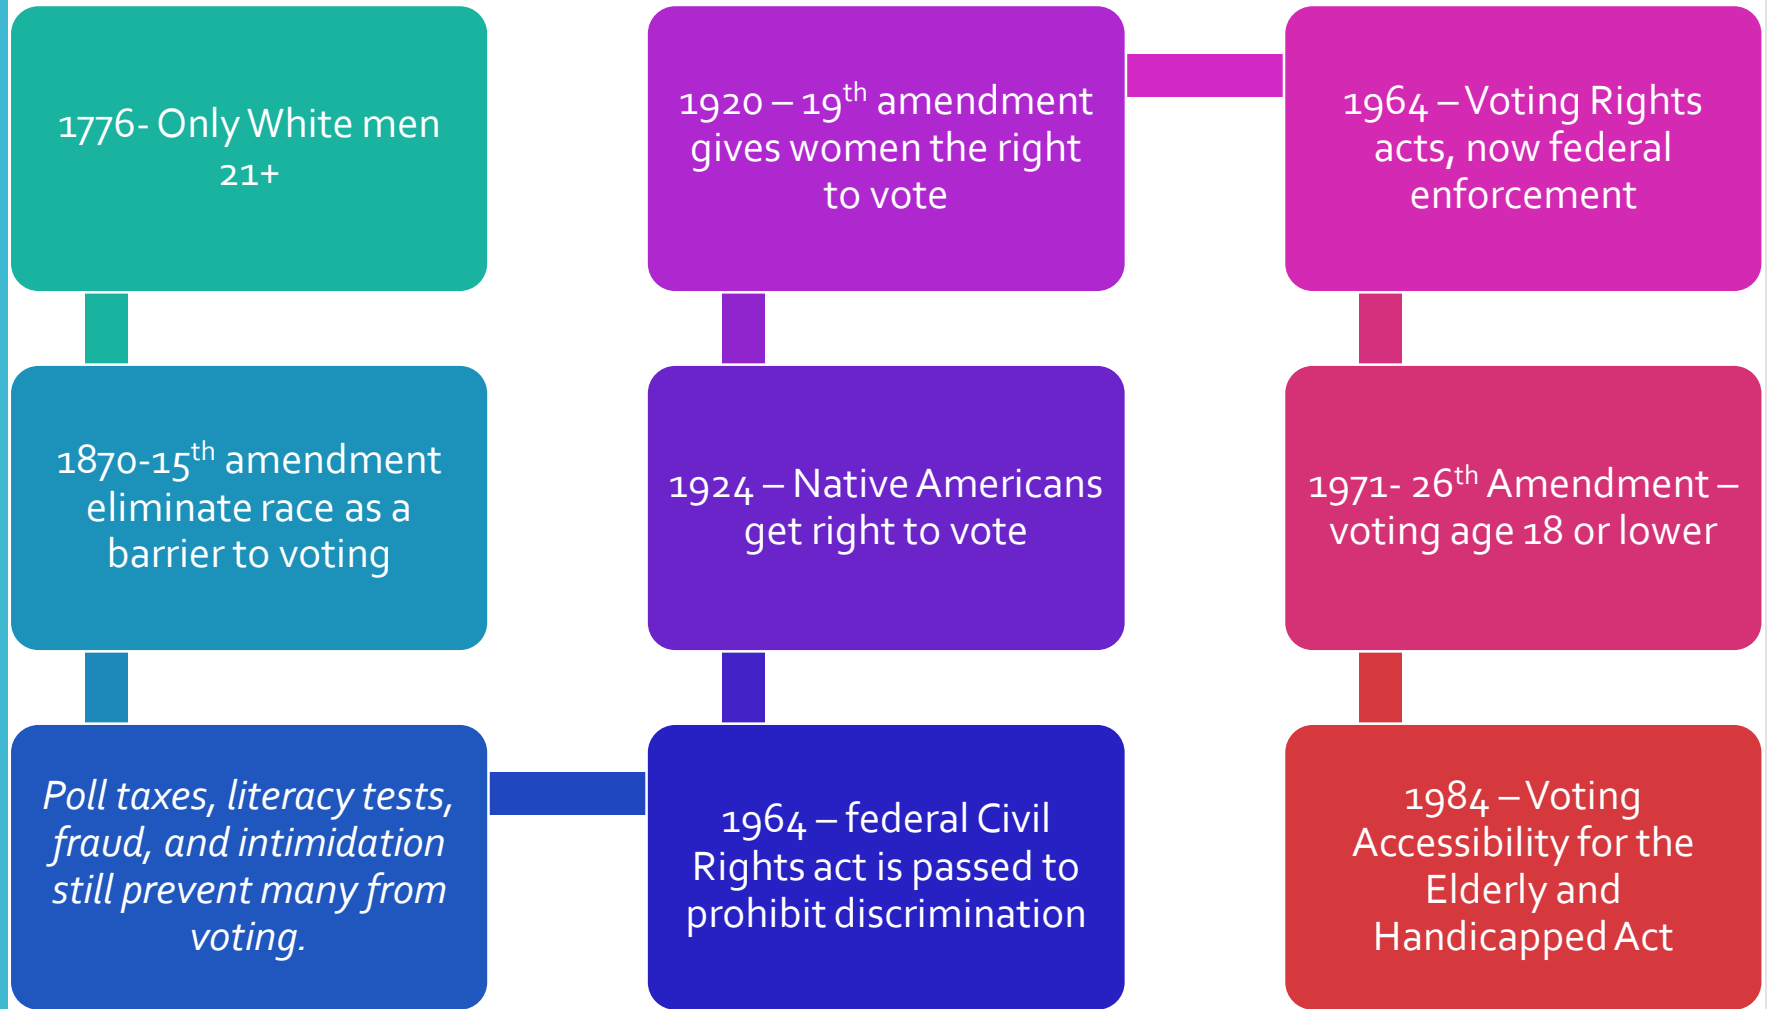 1776- Only White men
21+
1870-15th amendment
eliminate race as a
barrier to voting
Poll taxes, literacy tests,
fraud, and intimidation
still prevent many from
voting.
1964 – federal Civil
Rights act is passed to
prohibit discrimination
1924 – Native Americans
get right to vote
1920 – 19th amendment
gives women the right
to vote
1964 – Voting Rights
acts, now federal
enforcement
1971- 26th Amendment –
voting age 18 or lower
1984 – Voting
Accessibility for the
Elderly and
Handicapped Act